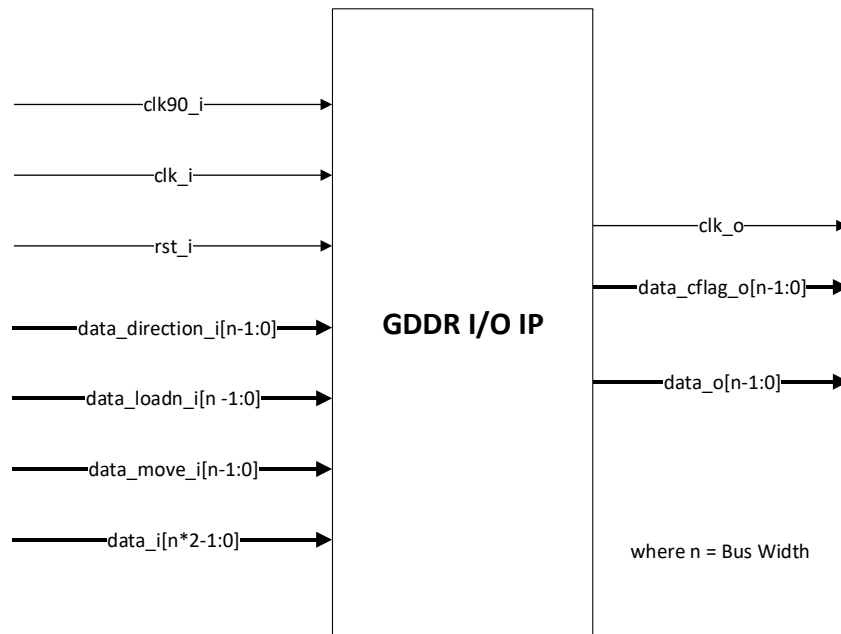 clk90_i
clk_i
rst_i
data_direction_i[n-1:0]
data_loadn_i[n -1:0]
data_move_i[n-1:0]
data_i[n*2-1:0]
GDDR I/O IP
clk_o
data_cflag_o[n-1:0]
data_o[n-1:0]
where n = Bus Width